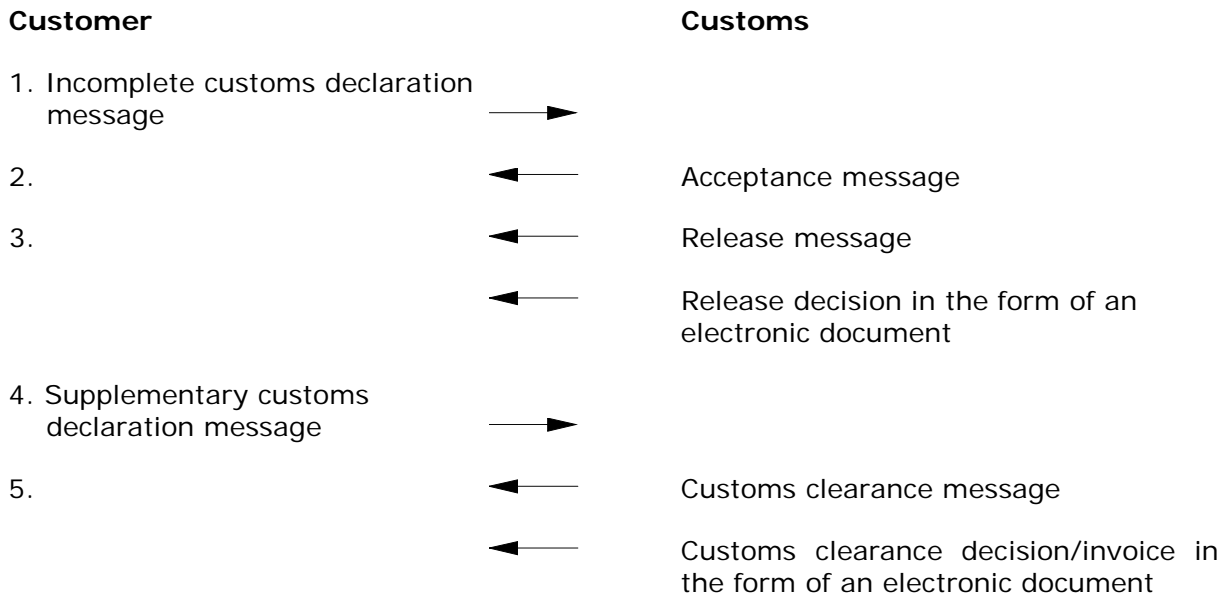 Customer Customs
1. Incomplete customs declaration
message
2. Acceptance message
3. Release message
Release decision in the form of an
electronic document
4. Supplementary customs
declaration message
5. Customs clearance message
Customs clearance decision/invoice in
the form of an electronic document